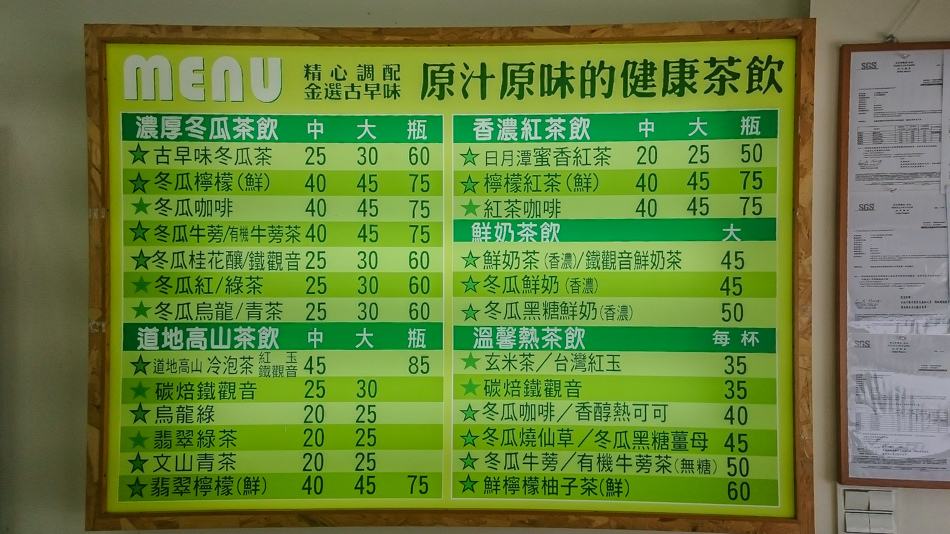 MENU
精心調配
金選古早味
原汁原味的健康茶飲
濃厚冬瓜茶飲 中 大 瓶
★古早味冬瓜茶 25 30 60
★冬瓜檸檬(鮮) 40 45 75
★冬瓜咖啡 40 45 75
★冬瓜牛蒡/有機牛蒡茶 40 45 75
★冬瓜桂花釀/鐵觀音 25 30 60
★冬瓜紅/綠茶 25 30 60
★冬瓜烏龍/青茶 25 30 60
道地高山茶飲 中 大 瓶
★道地高山 冷泡茶 紅玉 鐵觀音 45 85
★碳焙鐵觀音 25 30
★烏龍綠 20 25
★翡翠綠茶 20 25
★文山青茶 20 25
★翡翠檸檬(鮮) 40 45 75
香濃紅茶飲 中 大 瓶
★日月潭蜜香紅茶 20 25 50
★檸檬紅茶(鮮) 40 45 75
★紅茶咖啡 40 45 75
鮮奶茶飲 大
★鮮奶茶(香濃)/鐵觀音鮮奶茶 45
★冬瓜鮮奶(香濃) 45
★冬瓜黑糖鮮奶(香濃) 50
溫馨熱茶飲 每杯
★玄米茶/台灣紅玉 35
★碳焙鐵觀音 35
★冬瓜咖啡/香醇熱可可 40
★冬瓜燒仙草/冬瓜黑糖薑母 45
★冬瓜牛蒡/有機牛蒡茶(無糖) 50
★鮮檸檬柚子茶(鮮) 60
SGS
SGS
SGS